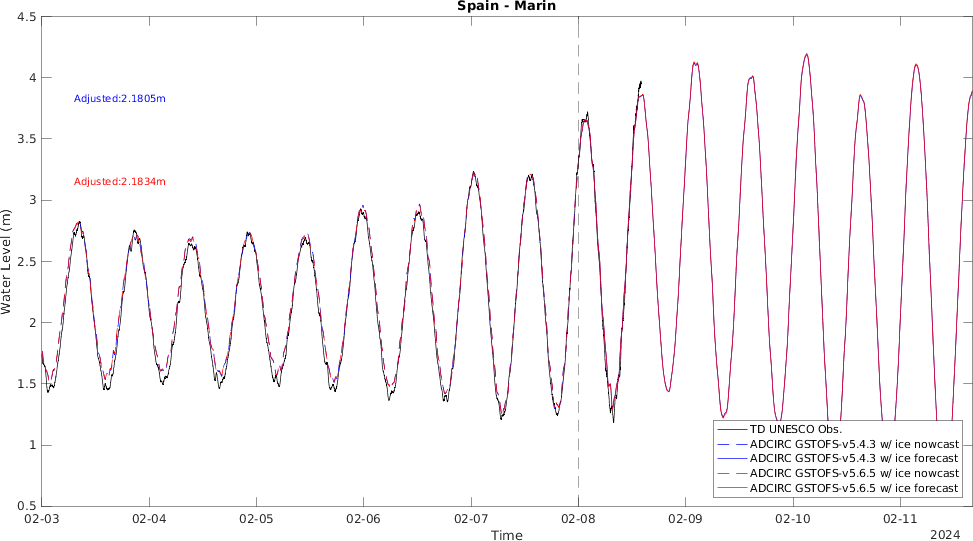 Spain - Marin
4.5
4
3.5
3
2.5
2
1.5
1
0.5
Water Level (m)
Adjusted:2.1805m
Adjusted:2.1834m
TD UNESCO Obs.
ADCIRC GSTOFS-v5.4.3 w/ ice nowcast
ADCIRC GSTOFS-v5.4.3 w/ ice forecast
ADCIRC GSTOFS-v5.6.5 w/ ice nowcast
ADCIRC GSTOFS-v5.6.5 w/ ice forecast
02-03 02-04 02-05 02-06 02-07 02-08 02-09 02-10 02-11
Time
2024